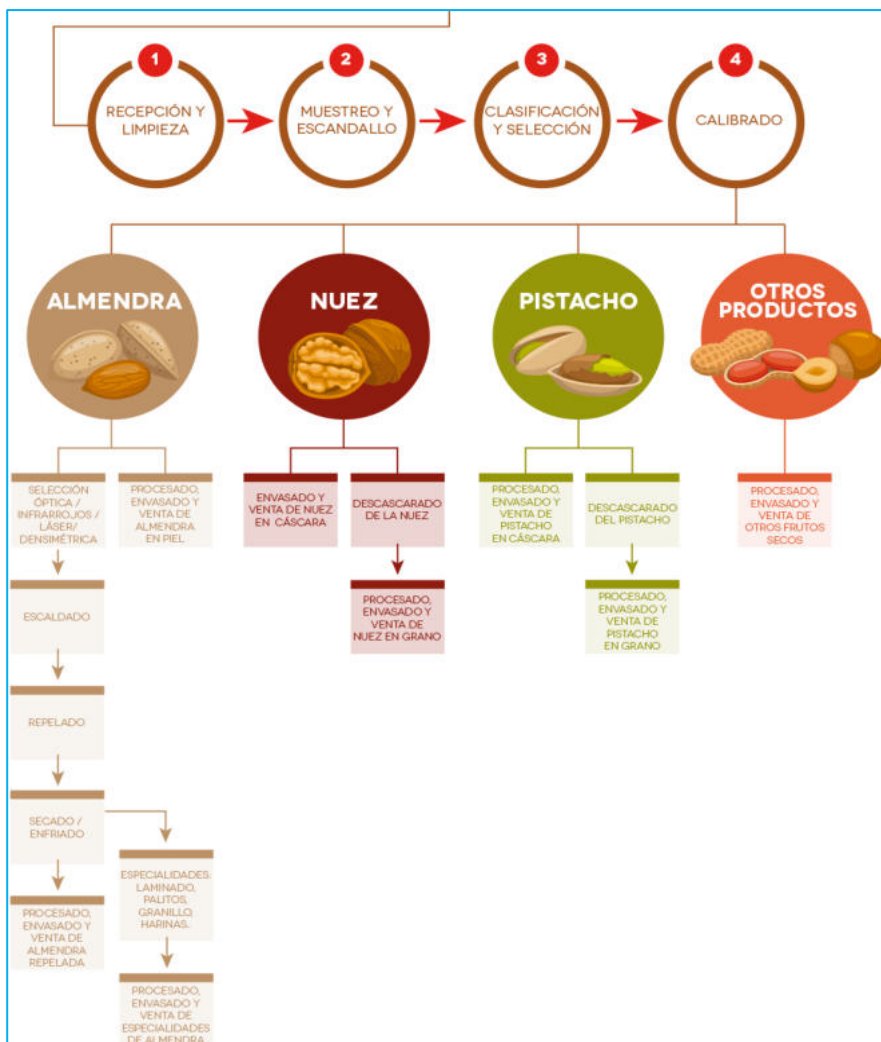 1
RECEPCIÓN Y
LIMPIEZA
2
MUESTREO Y
ESCANDALLO
3
CLASIFICACIÓN
Y SELECCIÓN
4
CALIBRADO
ALMENDRA
NUEZ
PISTACHO
OTROS
PRODUCTOS
SELECCIÓN
ÓPTICA /
INFRARROJOS /
LÁSER/
DENSIMÉTRICA
PROCESADO,
ENVASADO Y
VENTA DE
ALMENDRA
EN PIEL
ENVASADO Y
VENTA DE NUEZ
EN CÁSCARA
DESCASCARADO
DE LA NUEZ
PROCESADO,
ENVASADO Y
VENTA DE
PISTACHO
EN CÁSCARA
DESCASCARADO
DEL PISTACHO
PROCESADO,
ENVASADO Y
VENTA DE
OTROS FRUTOS
SECOS
ESCALDADO
PROCESADO,
ENVASADO Y
VENTA DE
NUEZ EN GRANO
PROCESADO,
ENVASADO Y
VENTA DE
PISTACHO
EN GRANO
REPELADO
SECADO /
ENFRIADO
ESPECIALIDADES:
LAMINADO,
PALITOS,
GRANILLO,
HARINAS.
PROCESADO,
ENVASADO Y
VENTA DE
ALMENDRA
REPELADA
PROCESADO,
ENVASADO Y
VENTA DE
ESPECIALIDADES
DE ALMENDRA